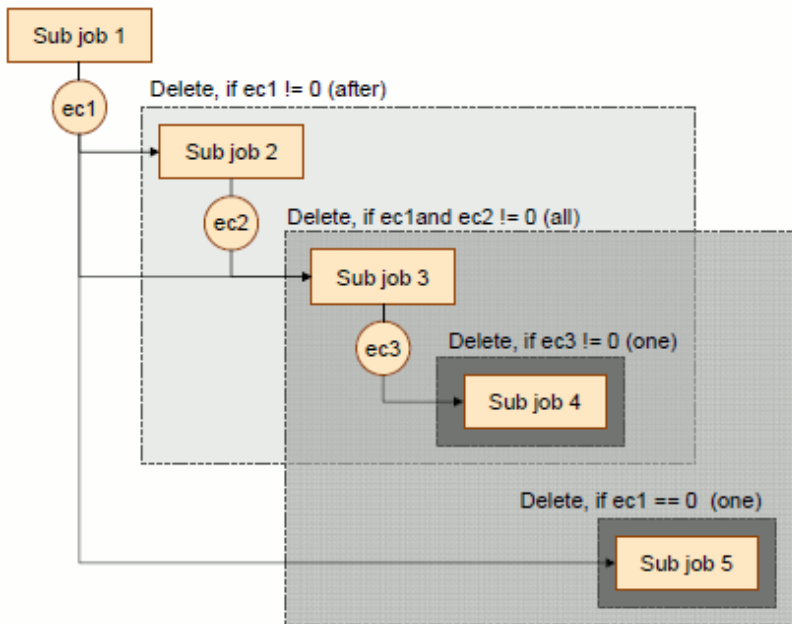 Sub job 1
ec1
Delete, if ec1 != 0 (after)
Sub job 2
ec2
Delete, if ec1and ec2 != 0 (all)
Sub job 3
ec3
Delete, if ec3 != 0 (one)
Sub job 4
Delete, if ec1 == 0 (one)
Sub job 5